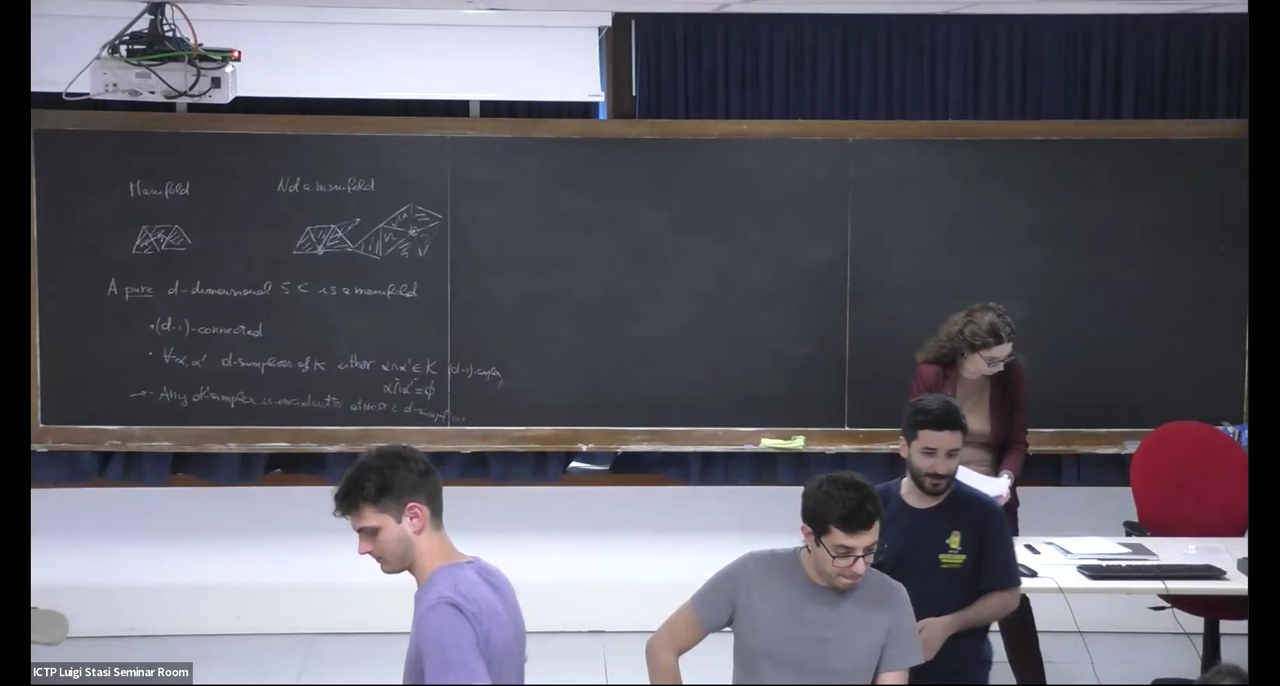 Manifold Not a manifold
A pure d-dimensional SC is a manifold
• (d-1)-connected
• ∀α, α' d-simplices of K either α∩α' ∈ K (d-1)-simplex
α∩α' = ϕ
→ Any simplex is incident to at most 2
ICTP Luigi Stasi Seminar Room